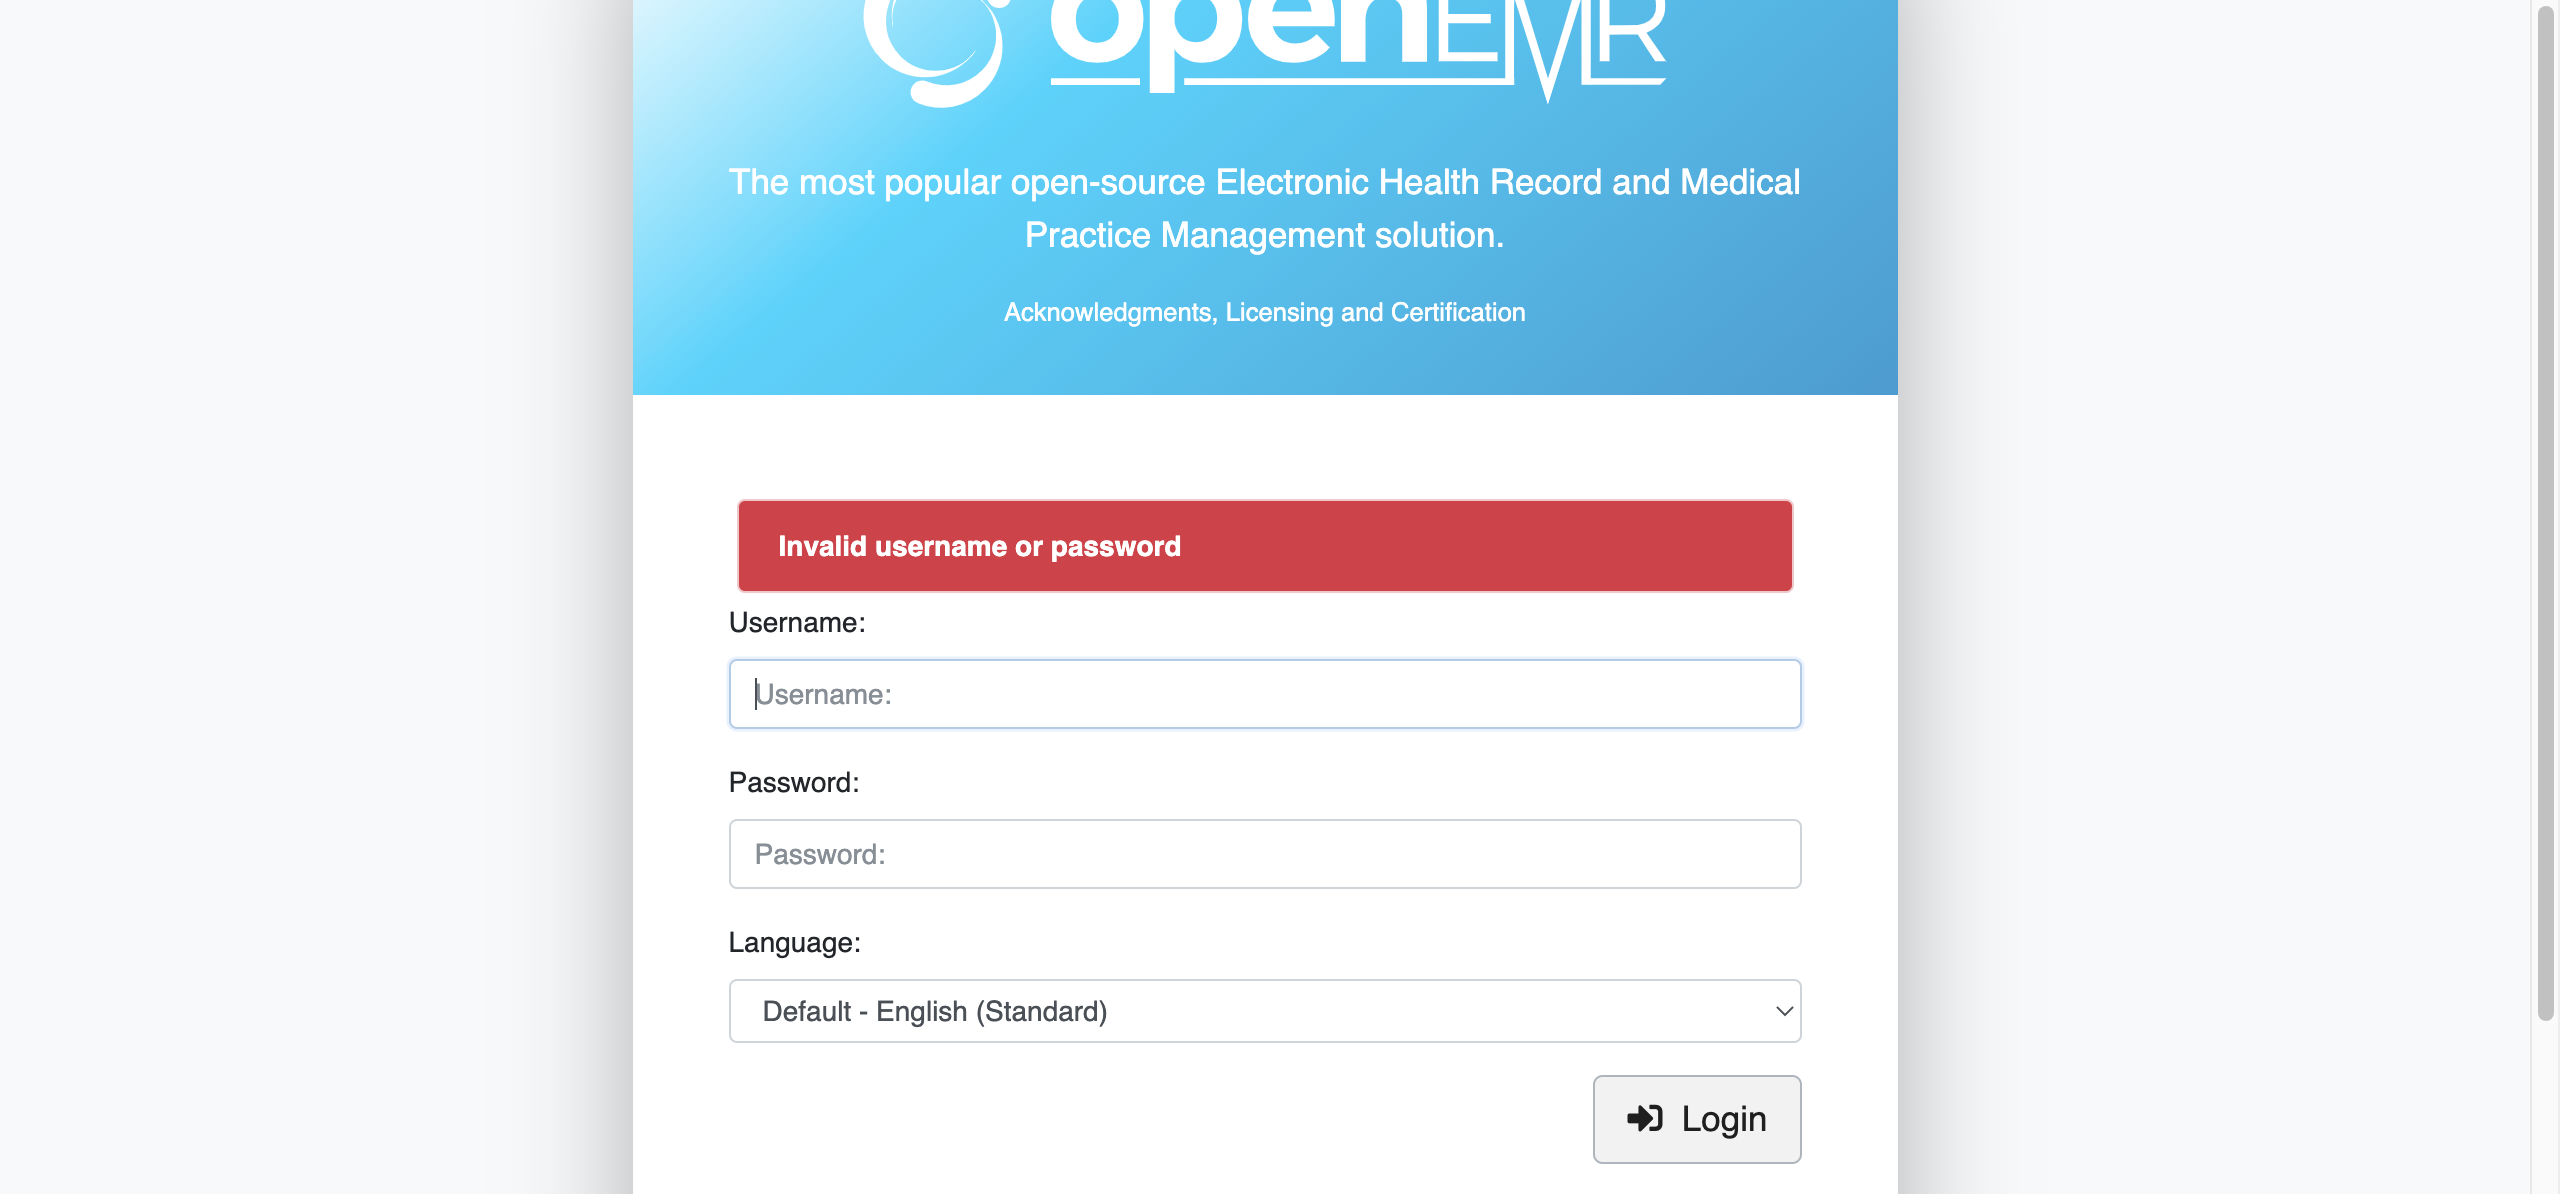 openEMR
The most popular open-source Electronic Health Record and Medical
Practice Management solution.
Acknowledgments, Licensing and Certification
Invalid username or password
Username:
Username:
Password:
Password:
Language:
Default - English (Standard)
Login